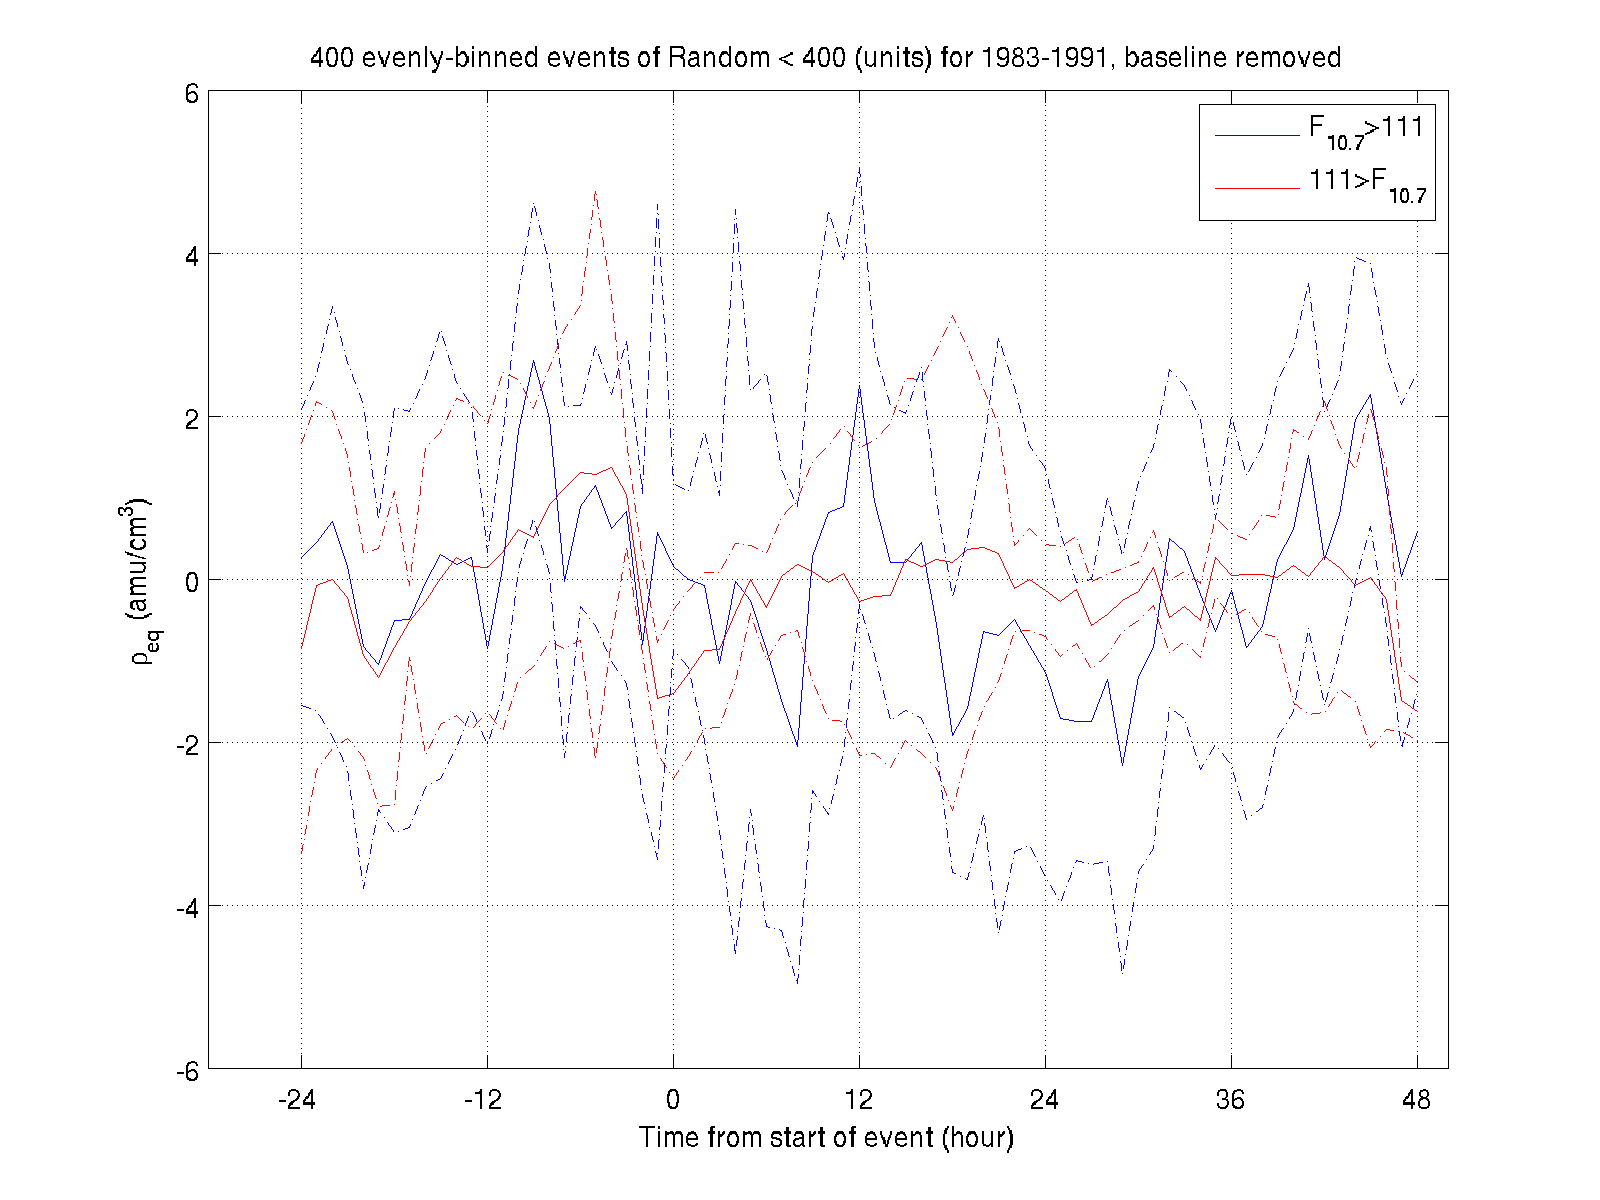 400 evenly-binned events of Random < 400 (units) for 1983-1991, baseline removed
F10.7>111
111>F10.7
6
4
2
0
-2
-4
-6
ρeq (amu/cm3)
-24 -12 0 12 24 36 48
Time from start of event (hour)